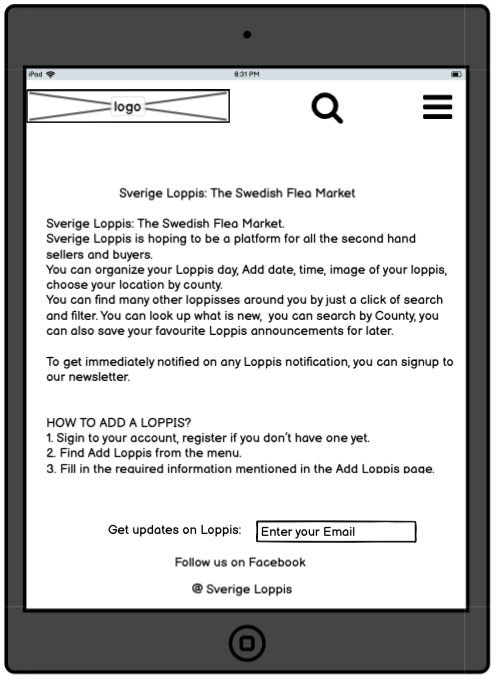 iPad
8:31 PM
logo
Sverige Loppis: The Swedish Flea Market
Sverige Loppis: The Swedish Flea Market.
Sverige Loppis is hoping to be a platform for all the second hand
sellers and buyers.
You can organize your Loppis day, Add date, time, image of your loppis,
choose your location by county.
You can find many other loppisses around you by just a click of search
and filter. You can look up what is new, you can search by County, you
can also save your favourite Loppis announcements for later.
To get immediately notified on any Loppis notification, you can signup to
our newsletter.
HOW TO ADD A LOPPIS?
1. Sigin to your account, register if you don't have one yet.
2. Find Add Loppis from the menu.
3. Fill in the required information mentioned in the Add Loppis page.
Get updates on Loppis:
Enter your Email
Follow us on Facebook
@ Sverige Loppis